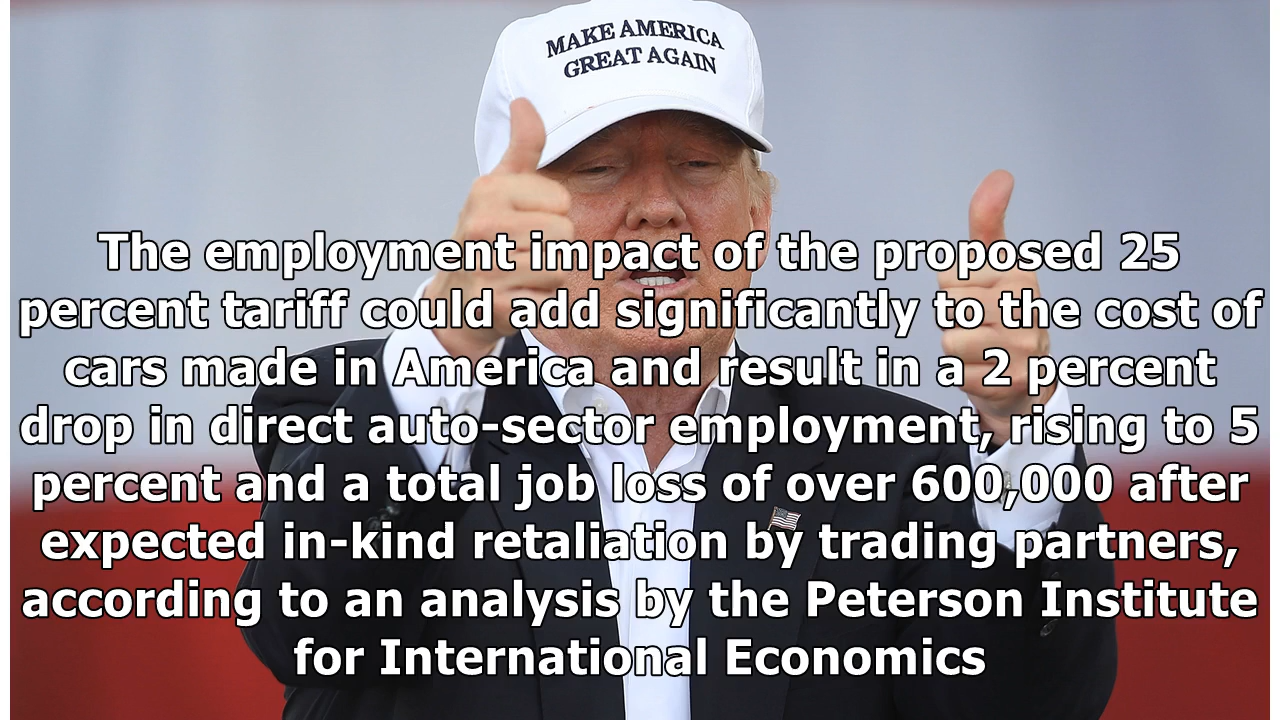 MAKE AMERICA
GREAT AGAIN
The employment impact of the proposed 25
percent tariff could add significantly to the cost of
cars made in America and result in a 2 percent
drop in direct auto-sector employment, rising to 5
percent and a total job loss of over 600,000 after
expected in-kind retaliation by trading partners,
according to an analysis by the Peterson Institute
for International Economics